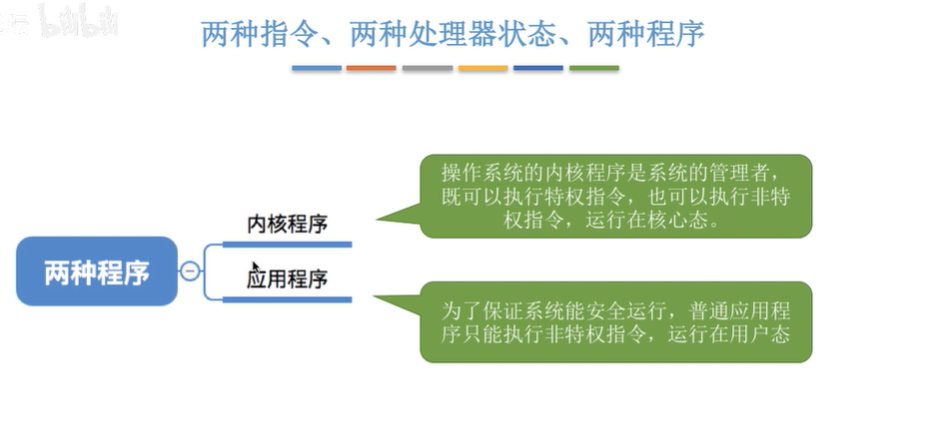 bilibili
两种指令、两种处理器状态、两种程序
操作系统的内核程序是系统的管理者，
既可以执行特权指令，也可以执行非特
权指令，运行在核心态。
内核程序
两种程序
应用程序
为了保证系统能安全运行，普通应用程
序只能执行非特权指令，运行在用户态